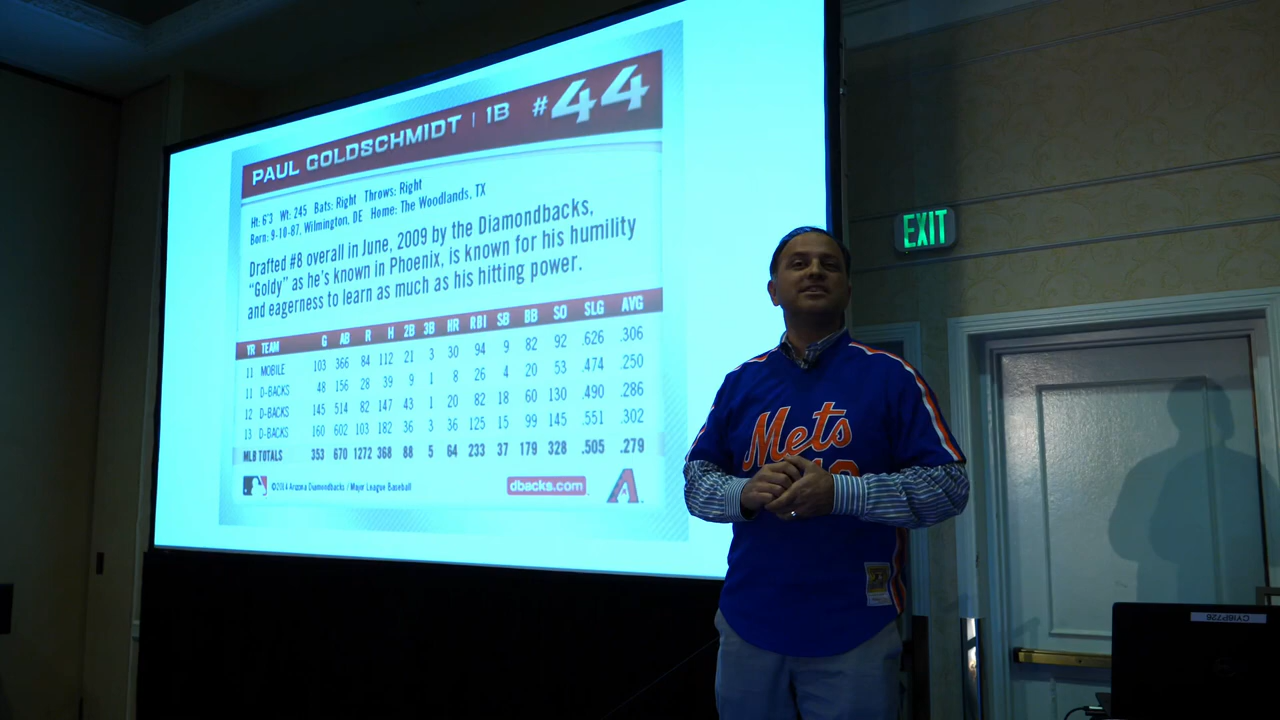 PAUL GOLDSCHMIDT | 1B #44
Ht: 6'3 Wt: 245 Bats: Right Throws: Right
Born: 9-10-87, Wilmington, DE Home: The Woodlands, TX
Drafted #8 overall in June, 2009 by the Diamondbacks,
"Goldy" as he's known in Phoenix, is known for his humility
and eagerness to learn as much as his hitting power.
YR TEAM G AB R H 2B 3B HR RBI SB BB SO SLG AVG
11 MOBILE 103 366 84 112 21 3 30 94 9 82 92 .626 .306
11 D-BACKS 48 156 28 39 9 1 8 26 4 20 53 .474 .250
12 D-BACKS 145 514 82 147 43 1 20 82 18 60 130 .490 .286
13 D-BACKS 160 602 103 182 36 3 36 125 15 99 145 .551 .302
MLB TOTALS 353 670 1272 368 88 5 64 233 37 179 328 .505 .279
©2014 Arizona Diamondbacks / Major League Baseball
dbacks.com
A
EXIT
Mets